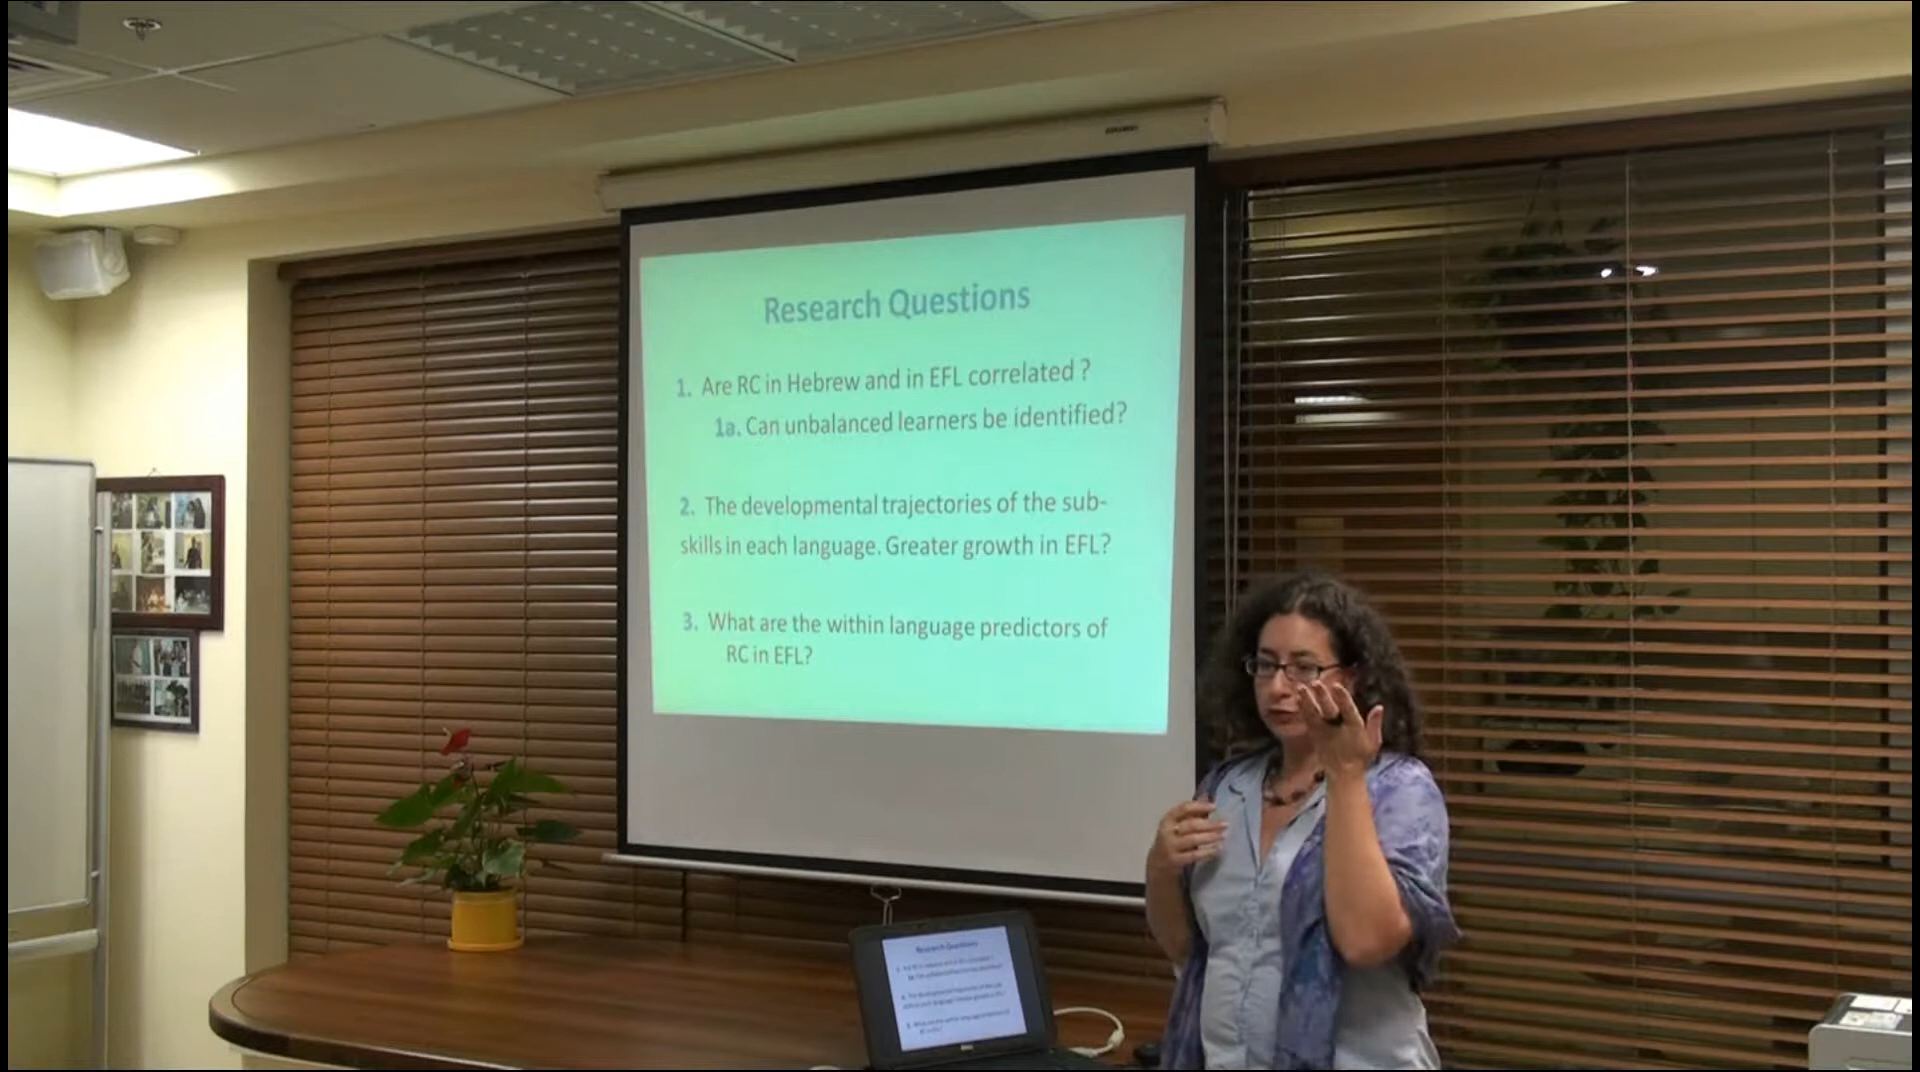 Research Questions
1. Are RC in Hebrew and in EFL correlated ?
1a. Can unbalanced learners be identified?
2. The developmental trajectories of the sub-
skills in each language. Greater growth in EFL?
3. What are the within language predictors of
RC in EFL?
Research Questions